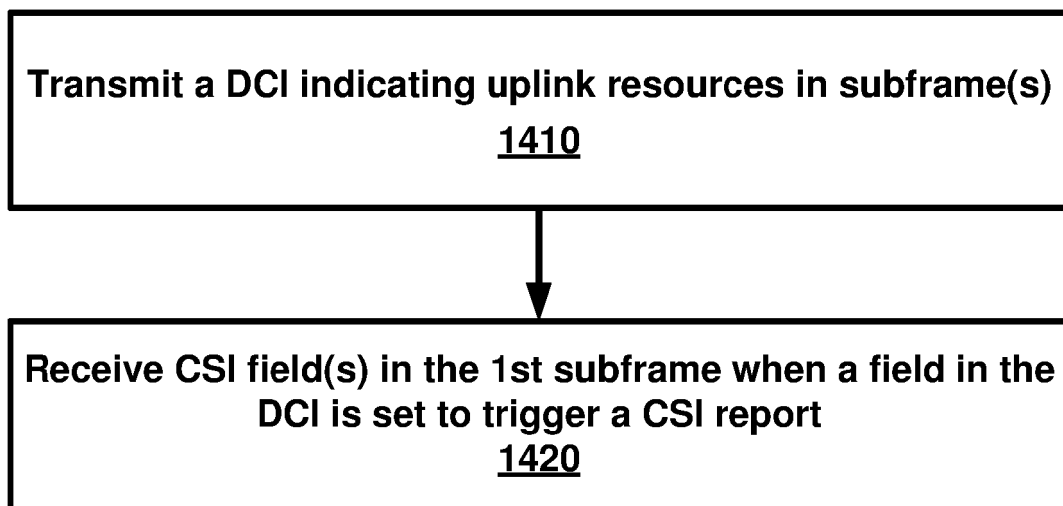 Transmit a DCI indicating uplink resources in subframe(s)
1410
Receive CSI field(s) in the 1st subframe when a field in the
DCI is set to trigger a CSI report
1420